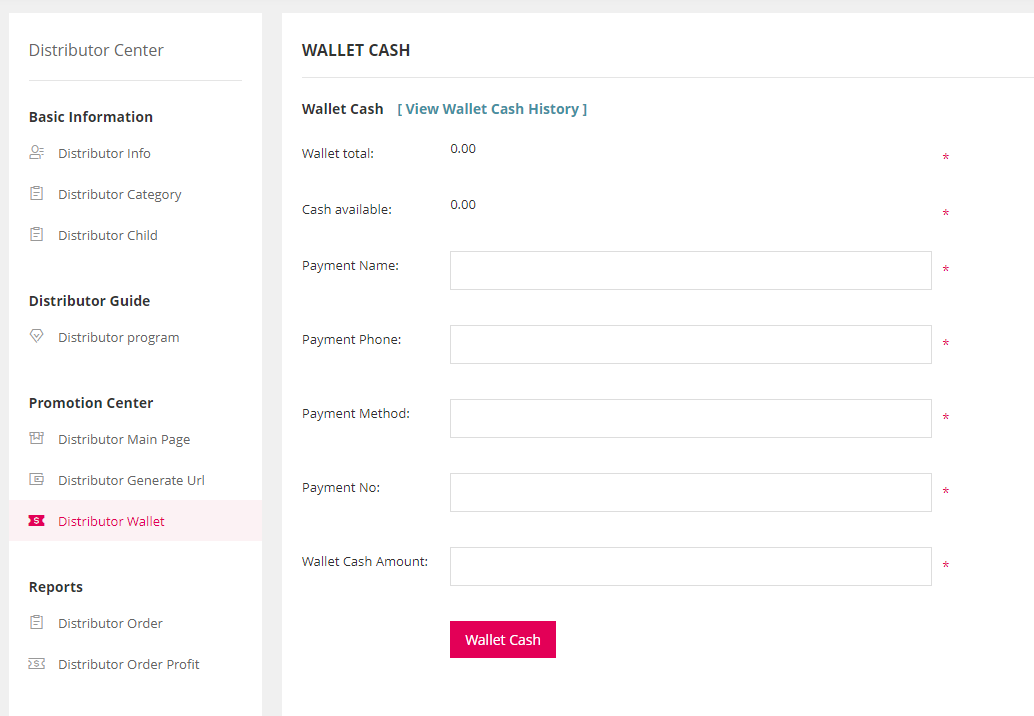 Distributor Center
Basic Information
Distributor Info
Distributor Category
Distributor Child
Distributor Guide
Distributor program
Promotion Center
Distributor Main Page
Distributor Generate Url
Distributor Wallet
Reports
Distributor Order
Distributor Order Profit
WALLET CASH
Wallet Cash [ View Wallet Cash History ]
Wallet total: 0.00 *
Cash available: 0.00 *
Payment Name: *
Payment Phone: *
Payment Method: *
Payment No: *
Wallet Cash Amount: *
Wallet Cash